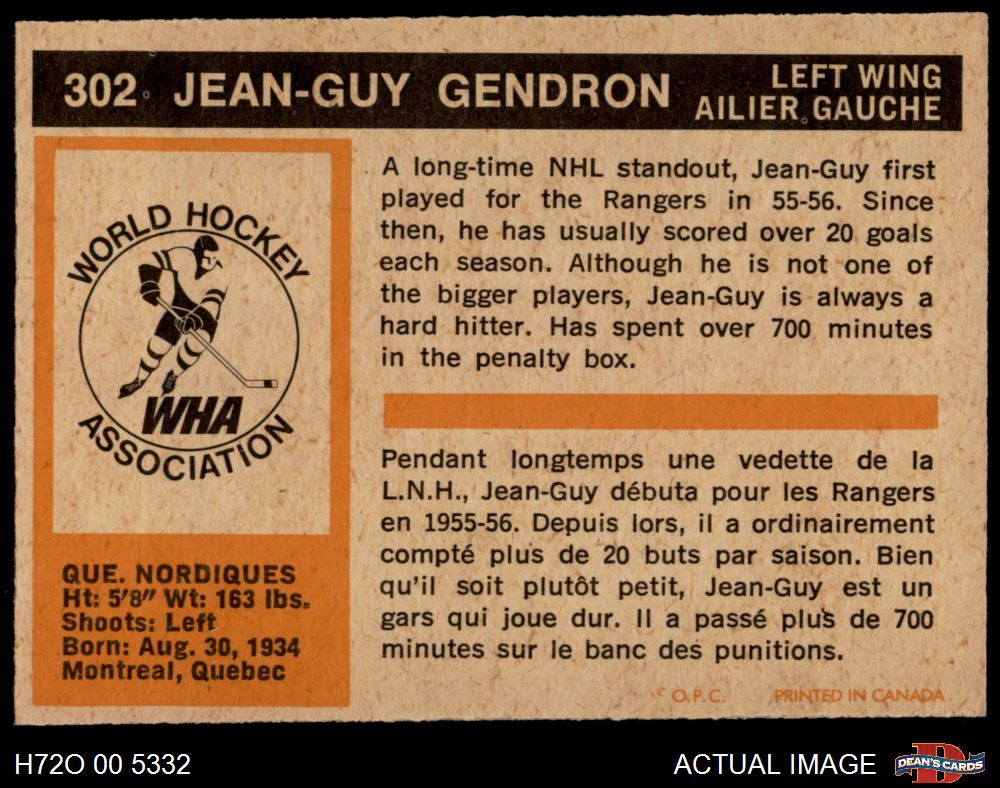 302 JEAN-GUY GENDRON
LEFT WING
AILIER GAUCHE
WORLD HOCKEY
WHA
ASSOCIATION
QUE. NORDIQUES
Ht: 5'8" Wt: 163 lbs.
Shoots: Left
Born: Aug. 30, 1934
Montreal, Quebec
A long-time NHL standout, Jean-Guy first
played for the Rangers in 55-56. Since
then, he has usually scored over 20 goals
each season. Although he is not one of
the bigger players, Jean-Guy is always a
hard hitter. Has spent over 700 minutes
in the penalty box.
Pendant longtemps une vedette de la
L.N.H., Jean-Guy débuta pour les Rangers
en 1955-56. Depuis lors, il a ordinairement
compté plus de 20 buts par saison. Bien
qu'il soit plutôt petit, Jean-Guy est un
gars qui joue dur. Il a passé plus de 700
minutes sur le banc des punitions.
© O.P.C. PRINTED IN CANADA
H72O 00 5332
ACTUAL IMAGE
DEAN'S CARDS